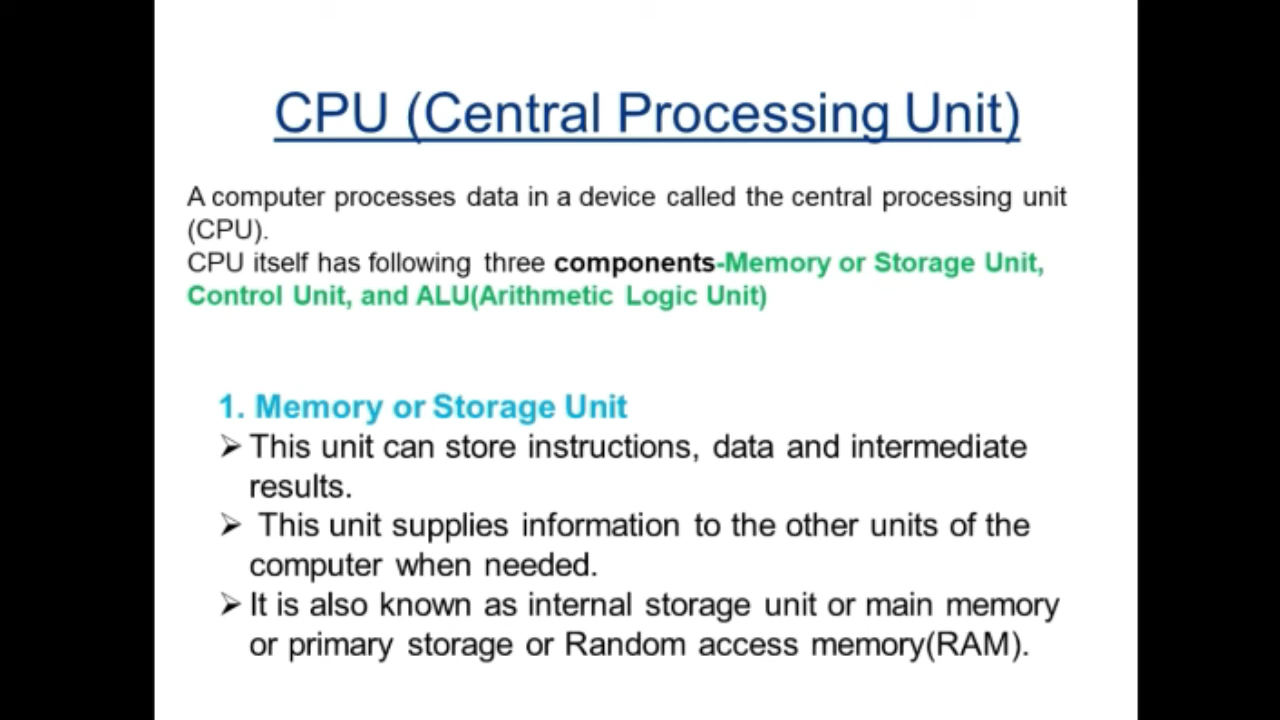 CPU (Central Processing Unit)
A computer processes data in a device called the central processing unit
(CPU).
CPU itself has following three components-Memory or Storage Unit,
Control Unit, and ALU(Arithmetic Logic Unit)
1. Memory or Storage Unit
➢ This unit can store instructions, data and intermediate
results.
➢ This unit supplies information to the other units of the
computer when needed.
➢ It is also known as internal storage unit or main memory
or primary storage or Random access memory(RAM).